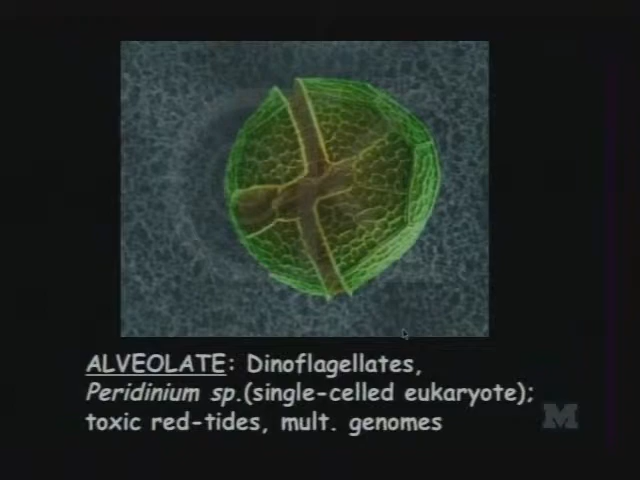 ALVEOLATE: Dinoflagellates,
Peridinium sp.(single-celled eukaryote);
toxic red-tides, mult. genomes
M